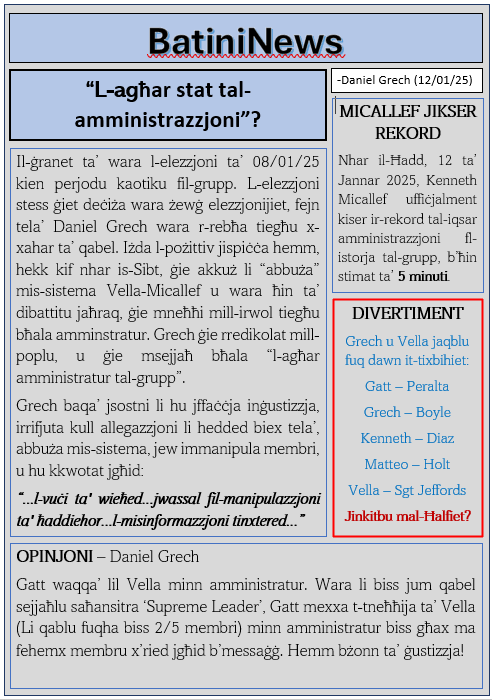 BatiniNews
“L-agħar stat tal-
amministrazzjoni”?
-Daniel Grech (12/01/25)
Il-ġranet ta’ wara l-elezzjoni ta’ 08/01/25
kien perjodu kaotiku fil-grupp. L-elezzjoni
stess ġiet deċiża wara żewġ elezzjonijiet, fejn
tela’ Daniel Grech wara r-rebħa tiegħu x-
xahar ta’ qabel. Iżda l-pożittiv jispiċċa hemm,
hekk kif nhar is-Sibt, ġie akkuż li “abbuża”
mis-sistema Vella-Micallef u wara ħin ta’
dibattitu jaħraq, ġie mneħħi mill-irwol tiegħu
bħala amminstratur. Grech ġie rredikolat mill-
poplu, u ġie msejjaħ bħala “l-agħar
amministratur tal-grupp”.
Grech baqa’ jsostni li hu jffaċċja inġustizzja,
irrifjuta kull allegazzjoni li hedded biex tela’,
abbuża mis-sistema, jew immanipula membri,
u hu kkwotat jgħid:
“...l-vuċi ta’ wieħed...jwassal fil-manipulazzjoni
ta’ ħaddieħor...l-misinformazzjoni tinxtered...”
MICALLEF JIKSER
REKORD
Nhar il-Ħadd, 12 ta’
Jannar 2025, Kenneth
Micallef uffiċjalment
kiser ir-rekord tal-iqsar
amministrazzjoni fl-
istorja tal-grupp, b’ħin
stimat ta’ 5 minuti.
DIVERTIMENT
Grech u Vella jaqblu
fuq dawn it-tixbihiet:
Gatt – Peralta
Grech – Boyle
Kenneth – Diaz
Matteo – Holt
Vella – Sgt Jeffords
Jinkitbu mal-Ħalfiet?
OPINJONI – Daniel Grech
Gatt waqqa’ lil Vella minn amministratur. Wara li biss jum qabel
sejjaħlu saħansitra ‘Supreme Leader’, Gatt mexxa t-tneħħija ta’ Vella
(Li qablu fuqha biss 2/5 membri) minn amministratur biss għax ma
feħemx membru x’ried jgħid b’messaġġ. Hemm bżonn ta’ ġustizzja!